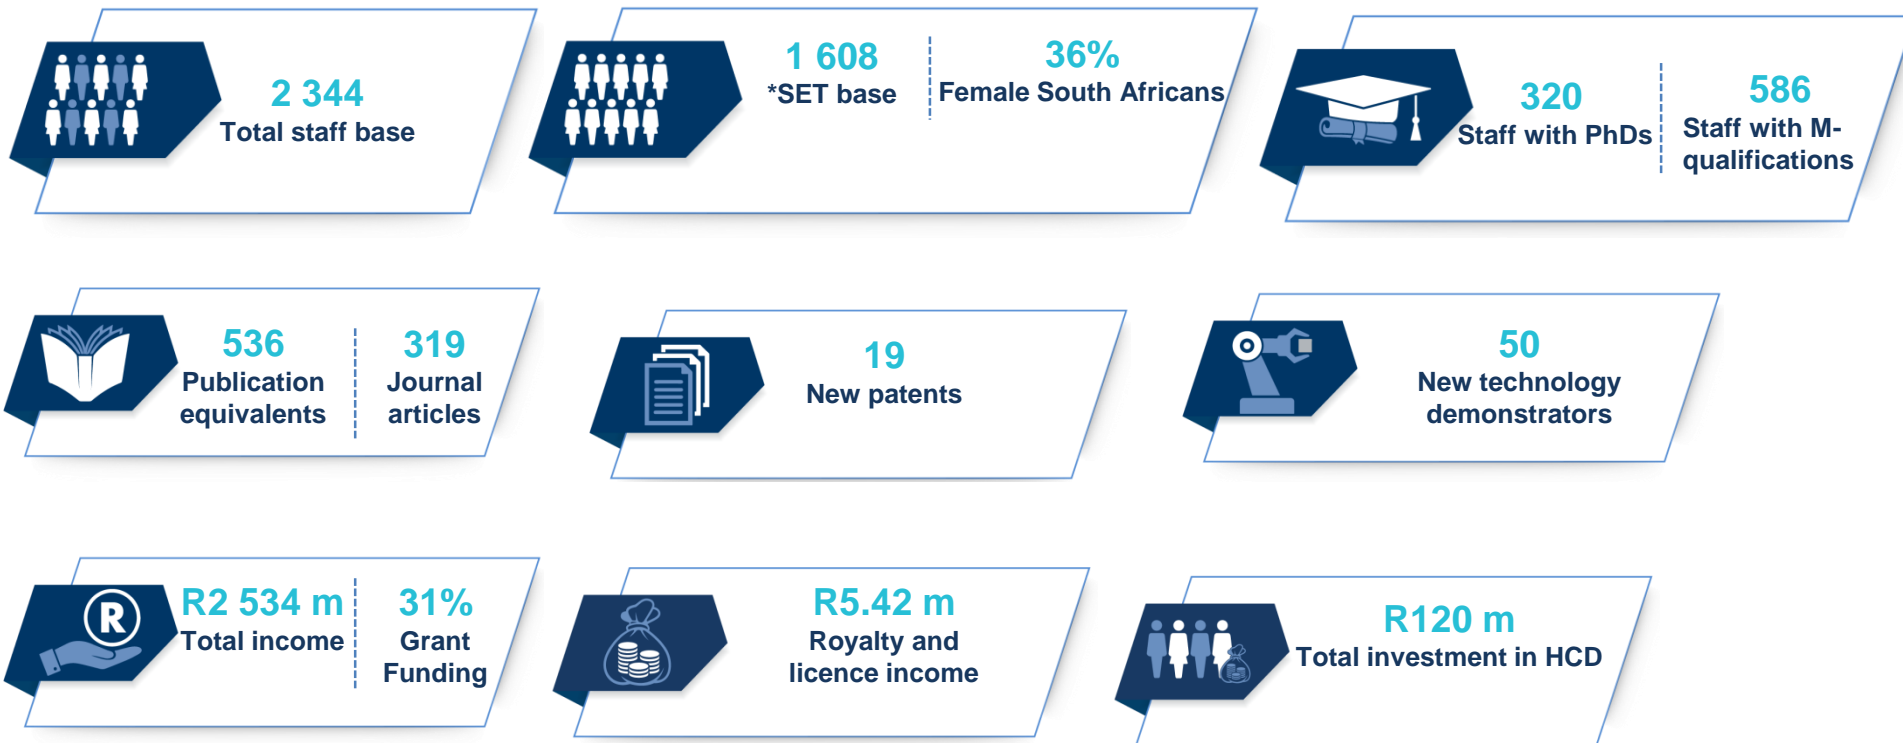 2 344
Total staff base
1 608
*SET base
36%
Female South Africans
320
Staff with PhDs
586
Staff with M-
qualifications
536
Publication
equivalents
319
Journal
articles
19
New patents
50
New technology
demonstrators
R
R2 534 m
Total income
31%
Grant
Funding
R5.42 m
Royalty and
licence income
R120 m
Total investment in HCD